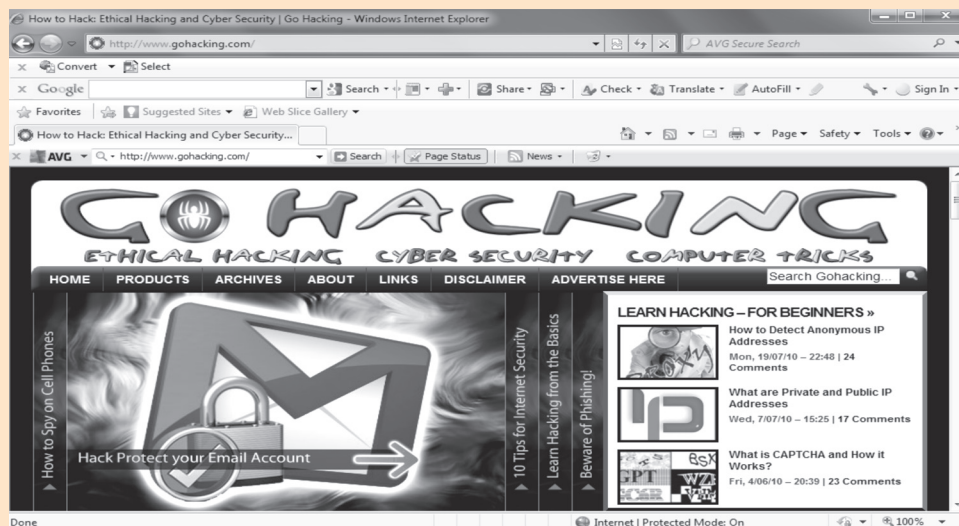 How to Hack: Ethical Hacking and Cyber Security | Go Hacking - Windows Internet Explorer
http://www.gohacking.com/
AVG Secure Search
x Convert Select
x Google Search Share Check Translate AutoFill Sign In
Favorites Suggested Sites Web Slice Gallery
How to Hack: Ethical Hacking and Cyber Security... Page Safety Tools
x AVG http://www.gohacking.com/ Search Page Status News
GO HACKING
ETHICAL HACKING CYBER SECURITY COMPUTER TRICKS
HOME PRODUCTS ARCHIVES ABOUT LINKS DISCLAIMER ADVERTISE HERE Search Gohacking...
How to Spy on Cell Phones
Hack Protect your Email Account
10 Tips for Internet Security
Learn Hacking from the Basics
Beware of Phishing!
LEARN HACKING – FOR BEGINNERS »
How to Detect Anonymous IP
Addresses
Mon, 19/07/10 – 22:48 | 24
Comments
IP
What are Private and Public IP
Addresses
Wed, 7/07/10 – 15:25 | 17 Comments
BSX
GPT WZE
What is CAPTCHA and How it
Works?
Fri, 4/06/10 – 20:39 | 23 Comments
Done Internet | Protected Mode: On 100%